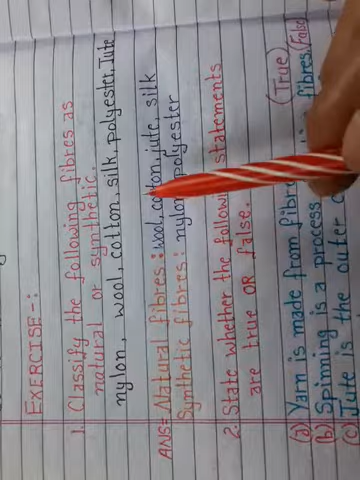 EXERCISE -:
1. Classify the following fibres as
natural or synthetic.
nylon, wool, cotton, silk, polyester, Jute
ANS= Natural fibres: wool, cotton, jute, silk
Synthetic fibres: nylon, polyester
2. State whether the following statements
are true OR false.
(a) Yarn is made from fibres (True)
(b) Spinning is a process fibres (False
(c) Jute is the outer